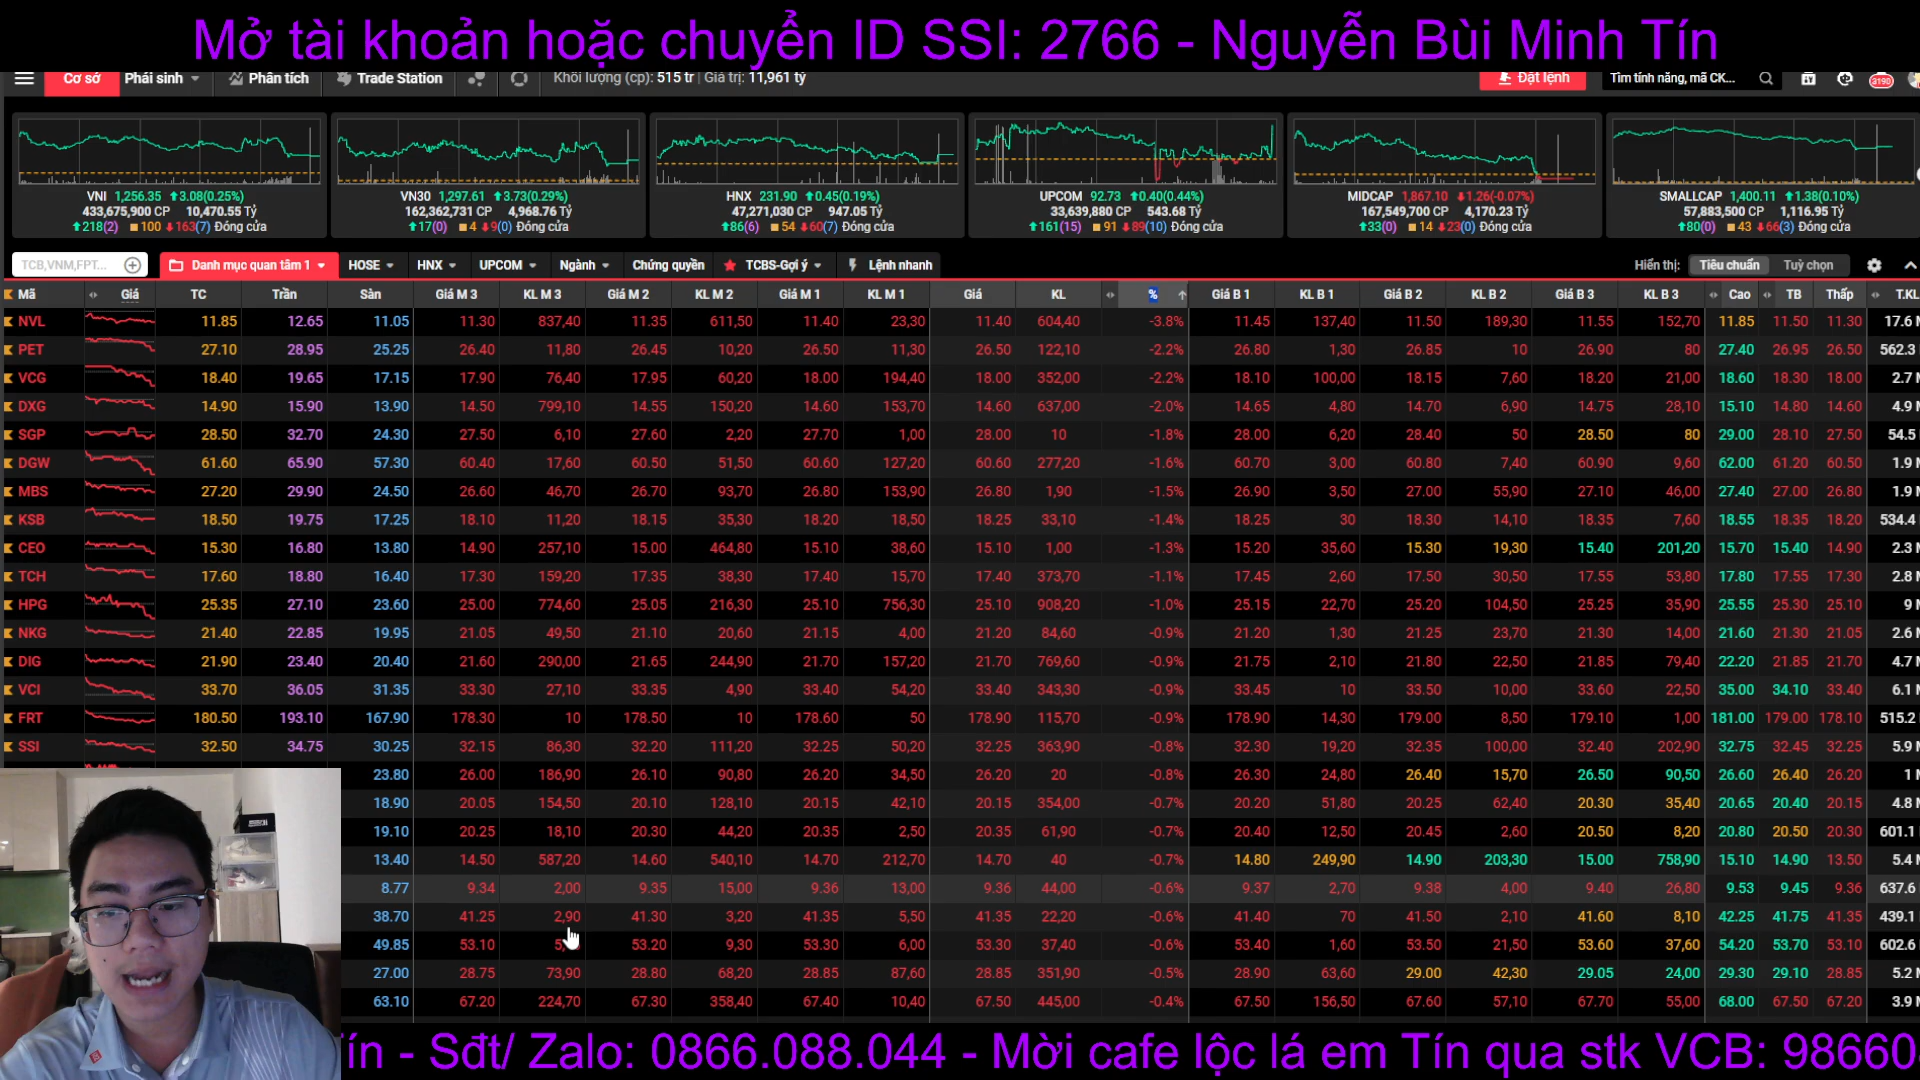 Mở tài khoản hoặc chuyển ID SSI: 2766 - Nguyễn Bùi Minh Tín
Cơ sở Phái sinh Phân tích Trade Station Khối lượng (cp): 515 tr | Giá trị: 11,961 tỷ Đặt lệnh Tìm tính năng, mã CK... 3190
VNI 1,256.35 3.08(0.25%) VN30 1,297.61 3.73(0.29%) HNX 231.90 0.45(0.19%) UPCOM 92.73 0.40(0.44%) MIDCAP 1,867.10 1.26(-0.07%) SMALLCAP 1,400.11 1.38(0.10%)
433,675,900 CP 10,470.55 Tỷ 162,362,731 CP 4,968.76 Tỷ 47,271,030 CP 947.05 Tỷ 33,639,880 CP 543.68 Tỷ 167,549,700 CP 4,170.23 Tỷ 57,883,500 CP 1,116.95 Tỷ
218(2) 100 163(7) Đóng cửa 17(0) 4 9(0) Đóng cửa 86(6) 54 60(7) Đóng cửa 161(15) 91 89(10) Đóng cửa 33(0) 14 23(0) Đóng cửa 80(0) 43 66(3) Đóng cửa
TCB,VNM,FPT... Danh mục quan tâm 1 HOSE HNX UPCOM Ngành Chứng quyền TCBS-Gợi ý Lệnh nhanh Hiển thị: Tiêu chuẩn Tuỳ chọn
Mã Giá TC Trần Sàn Giá M 3 KL M 3 Giá M 2 KL M 2 Giá M 1 KL M 1 Giá KL % Giá B 1 KL B 1 Giá B 2 KL B 2 Giá B 3 KL B 3 Cao TB Thấp T.KL
NVL 11.85 12.65 11.05 11.30 837,40 11.35 611,50 11.40 23,30 11.40 604,40 -3.8% 11.45 137,40 11.50 189,30 11.55 152,70 11.85 11.50 11.30 17.6
PET 27.10 28.95 25.25 26.40 11,80 26.45 10,20 26.50 11,30 26.50 122,10 -2.2% 26.80 1,30 26.85 10 26.90 80 27.40 26.95 26.50 562.3
VCG 18.40 19.65 17.15 17.90 76,40 17.95 60,20 18.00 194,40 18.00 352,00 -2.2% 18.10 100,00 18.15 7,60 18.20 21,00 18.60 18.30 18.00 2.7
DXG 14.90 15.90 13.90 14.50 799,10 14.55 150,20 14.60 153,70 14.60 637,00 -2.0% 14.65 4,80 14.70 6,90 14.75 28,10 15.10 14.80 14.60 4.9
SGP 28.50 32.70 24.30 27.50 6,10 27.60 2,20 27.70 1,00 28.00 10 -1.8% 28.00 6,20 28.40 50 28.50 80 29.00 28.10 27.50 54.5
DGW 61.60 65.90 57.30 60.40 17,60 60.50 51,50 60.60 127,20 60.60 277,20 -1.6% 60.70 3,00 60.80 7,40 60.90 9,60 62.00 61.20 60.50 1.9
MBS 27.20 29.90 24.50 26.60 46,70 26.70 93,70 26.80 153,90 26.80 1,90 -1.5% 26.90 3,50 27.00 55,90 27.10 46,00 27.40 27.00 26.80 1.9
KSB 18.50 19.75 17.25 18.10 11,20 18.15 35,30 18.20 18,50 18.25 33,10 -1.4% 18.25 30 18.30 14,10 18.35 7,60 18.55 18.35 18.20 534.4
CEO 15.30 16.80 13.80 14.90 257,10 15.00 464,80 15.10 38,60 15.10 1,00 -1.3% 15.20 35,60 15.30 19,30 15.40 201,20 15.70 15.40 14.90 2.3
TCH 17.60 18.80 16.40 17.30 159,20 17.35 38,30 17.40 15,70 17.40 373,70 -1.1% 17.45 2,60 17.50 30,50 17.55 53,80 17.80 17.55 17.30 2.8
HPG 25.35 27.10 23.60 25.00 774,60 25.05 216,30 25.10 756,30 25.10 908,20 -1.0% 25.15 22,70 25.20 104,50 25.25 35,90 25.55 25.30 25.10 9
NKG 21.40 22.85 19.95 21.05 49,50 21.10 20,60 21.15 4,00 21.20 84,60 -0.9% 21.20 1,30 21.25 23,70 21.30 14,00 21.60 21.30 21.05 2.6
DIG 21.90 23.40 20.40 21.60 290,00 21.65 244,90 21.70 157,20 21.70 769,60 -0.9% 21.75 2,10 21.80 22,50 21.85 79,40 22.20 21.85 21.70 4.7
VCI 33.70 36.05 31.35 33.30 27,10 33.35 4,90 33.40 54,20 33.40 343,30 -0.9% 33.45 10 33.50 10,00 33.60 22,50 35.00 34.10 33.40 6.1
FRT 180.50 193.10 167.90 178.30 10 178.50 10 178.60 50 178.90 115,70 -0.9% 178.90 14,30 179.00 8,50 179.10 1,00 181.00 179.00 178.10 515.2
SSI 32.50 34.75 30.25 32.15 86,30 32.20 111,20 32.25 50,20 32.25 363,90 -0.8% 32.30 19,20 32.35 100,00 32.40 202,90 32.75 32.45 32.25 5.9
23.80 26.00 186,90 26.10 90,80 26.20 34,50 26.20 20 -0.8% 26.30 24,80 26.40 15,70 26.50 90,50 26.60 26.40 26.20 1
18.90 20.05 154,50 20.10 128,10 20.15 42,10 20.15 354,00 -0.7% 20.20 51,80 20.25 62,40 20.30 35,40 20.65 20.40 20.15 4.8
19.10 20.25 18,10 20.30 44,20 20.35 2,50 20.35 61,90 -0.7% 20.40 12,50 20.45 2,60 20.50 8,20 20.80 20.50 20.30 601.1
13.40 14.50 587,20 14.60 540,10 14.70 212,70 14.70 40 -0.7% 14.80 249,90 14.90 203,30 15.00 758,90 15.10 14.90 13.50 5.4
8.77 9.34 2,00 9.35 15,00 9.36 13,00 9.36 44,00 -0.6% 9.37 2,70 9.38 4,00 9.40 26,80 9.53 9.45 9.36 637.6
38.70 41.25 2,90 41.30 3,20 41.35 5,50 41.35 22,20 -0.6% 41.40 70 41.50 2,10 41.60 8,10 42.25 41.75 41.35 439.1
49.85 53.10 53.20 9,30 53.30 6,00 53.30 37,40 -0.6% 53.40 1,60 53.50 21,50 53.60 37,60 54.20 53.70 53.10 602.6
27.00 28.75 73,90 28.80 68,20 28.85 87,60 28.85 351,90 -0.5% 28.90 63,60 29.00 42,30 29.05 24,00 29.30 29.10 28.85 5.2
63.10 67.20 224,70 67.30 358,40 67.40 10,40 67.50 445,00 -0.4% 67.50 156,50 67.60 57,10 67.70 55,00 68.00 67.50 67.20 3.9
Tín - Sđt/ Zalo: 0866.088.044 - Mời cafe lộc lá em Tín qua stk VCB: 98660